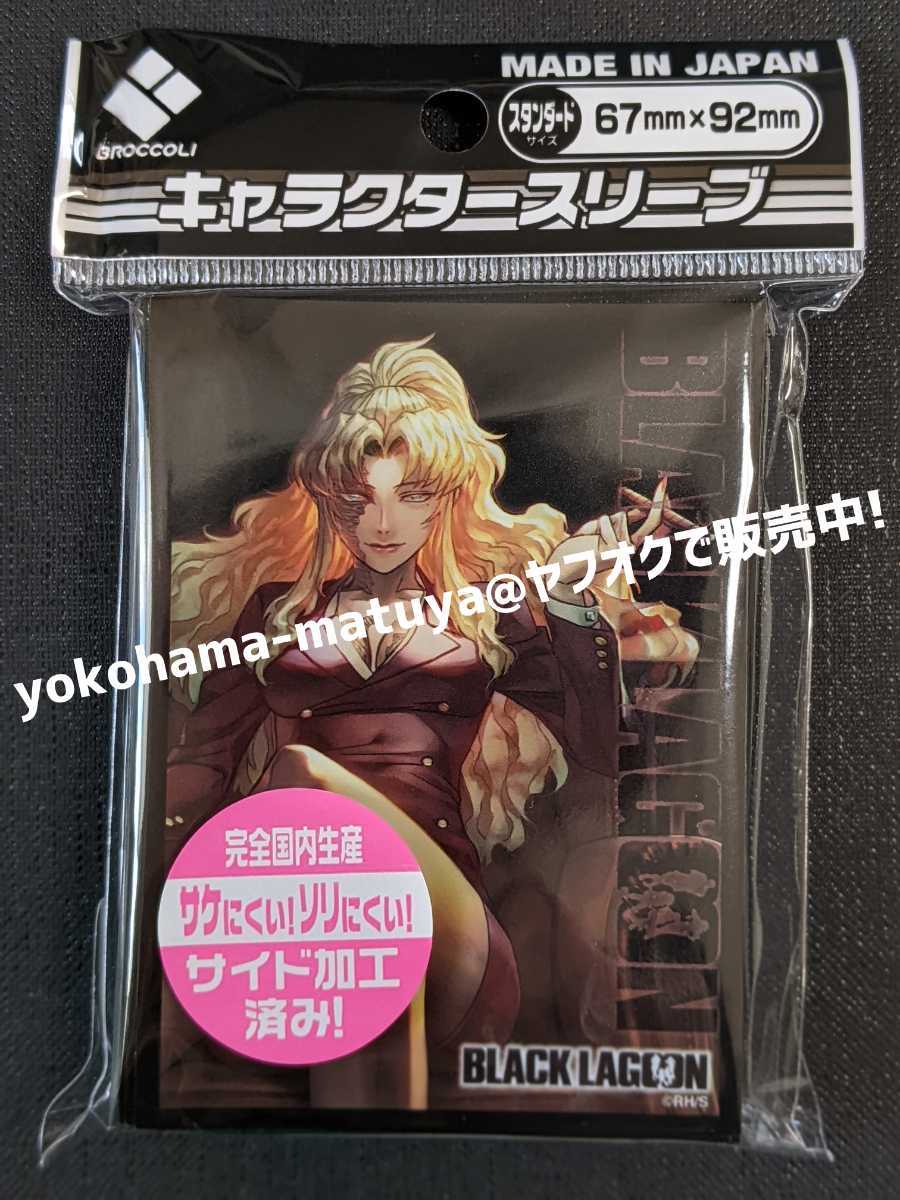 BROCCOLI
MADE IN JAPAN
スタンダード
サイズ
67mm×92mm
キャラクタースリーブ
BLACK LAGOON
yokohama-matuya@ヤフオクで販売中!
完全国内生産
サケにくい!ソリにくい!
サイド加工
済み!
BLACK LAGOON
©RH/S